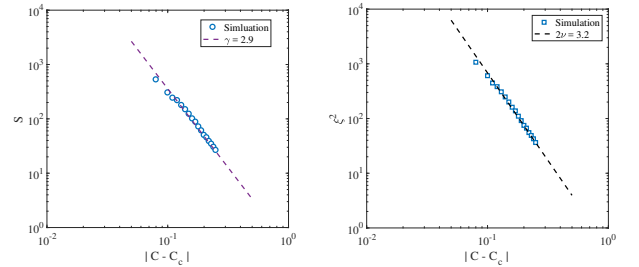 10^4
10^3
10^2
10^1
10^0
S
Simluation
γ = 2.9
10^-2
10^-1
10^0
| C - C_c |
10^4
10^3
10^2
10^1
10^0
ξ^2
Simulation
2ν = 3.2
10^-2
10^-1
10^0
| C - C_c |